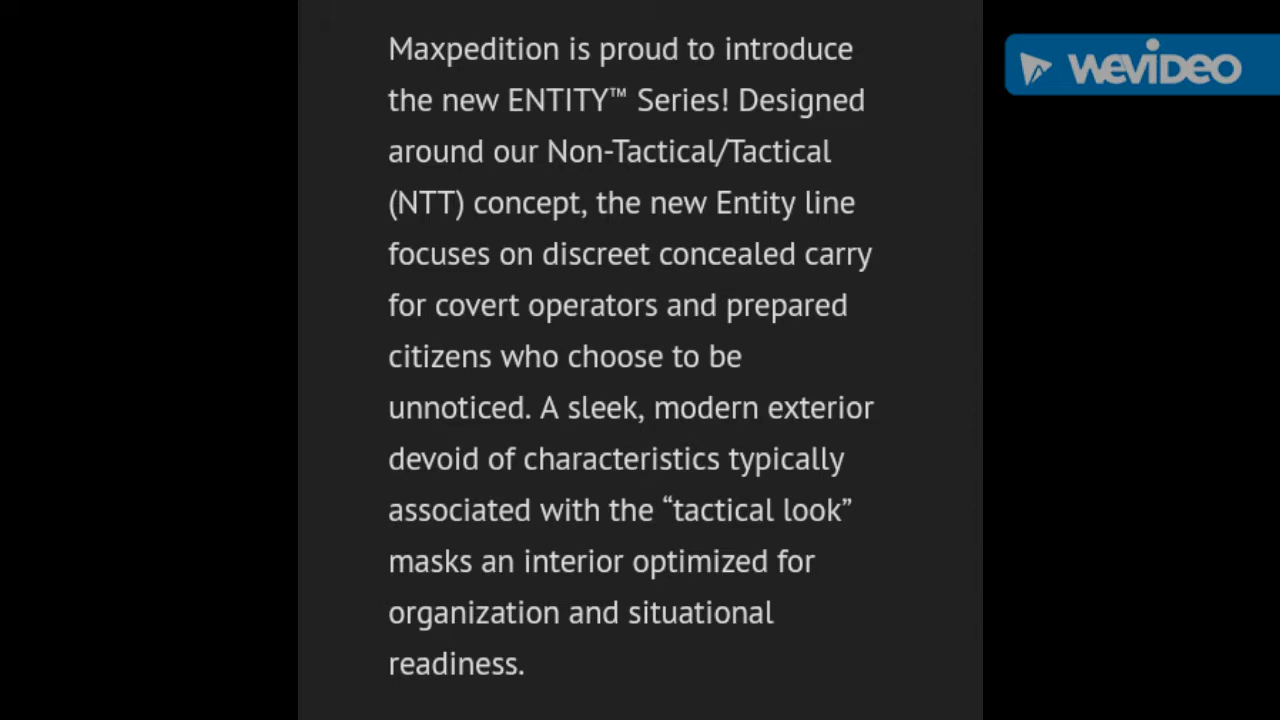 Maxpedition is proud to introduce
the new ENTITY™ Series! Designed
around our Non-Tactical/Tactical
(NTT) concept, the new Entity line
focuses on discreet concealed carry
for covert operators and prepared
citizens who choose to be
unnoticed. A sleek, modern exterior
devoid of characteristics typically
associated with the “tactical look”
masks an interior optimized for
organization and situational
readiness.
WEVIDEO